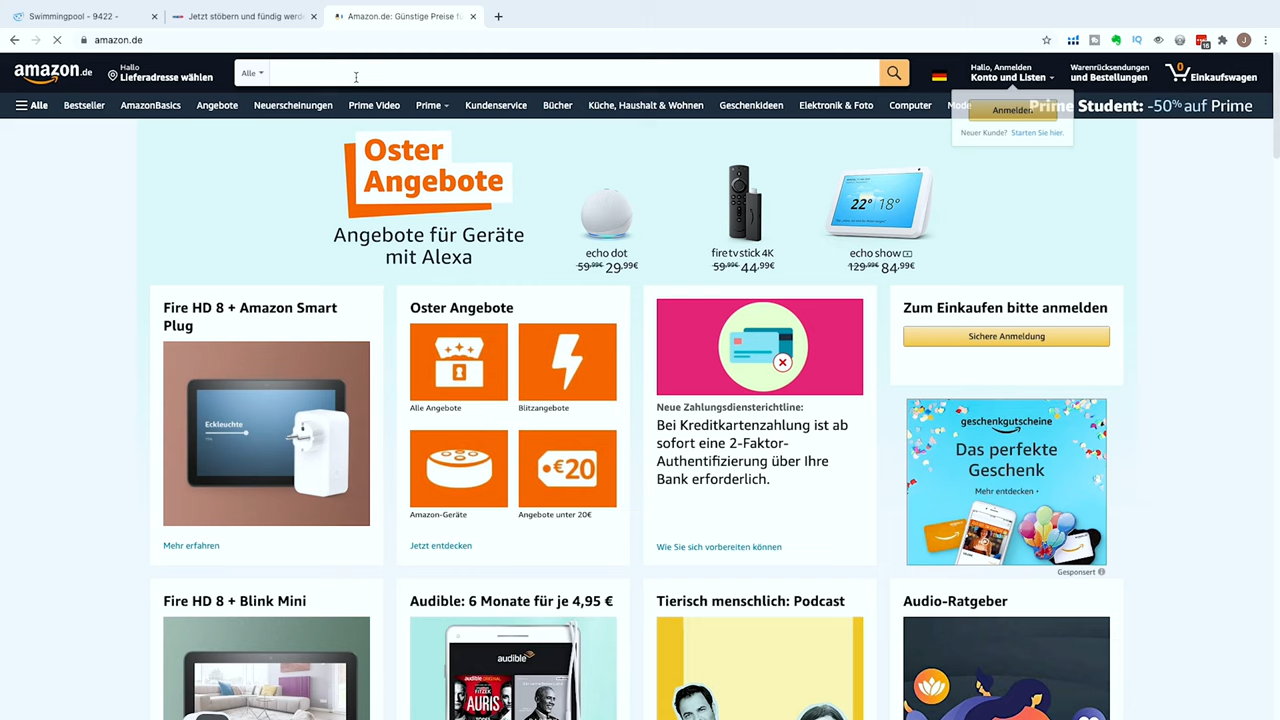 Swimmingpool - 9422 -
Jetzt stöbern und fündig werd
Amazon.de: Günstige Preise f
amazon.de
IQ
16
J
amazon.de
Hallo
Lieferadresse wählen
Alle
Hallo, Anmelden
Konto und Listen
Warenrücksendungen
und Bestellungen
0
Einkaufswagen
Alle
Bestseller
AmazonBasics
Angebote
Neuerscheinungen
Prime Video
Prime
Kundenservice
Bücher
Küche, Haushalt & Wohnen
Geschenkideen
Elektronik & Foto
Computer
Mode
Prime Student: -50% auf Prime
Anmelden
Neuer Kunde? Starten Sie hier.
Oster
Angebote
Angebote für Geräte
mit Alexa
22° 18°
echo dot
59,99€ 29,99€
fire tv stick 4K
59,99€ 44,99€
echo show 8
129,99€ 84,99€
Fire HD 8 + Amazon Smart
Plug
Eckleuchte
Mehr erfahren
Oster Angebote
Alle Angebote
Blitzangebote
€20
Amazon-Geräte
Angebote unter 20€
Jetzt entdecken
Neue Zahlungsdiensterichtlinie:
Bei Kreditkartenzahlung ist ab
sofort eine 2-Faktor-
Authentifizierung über Ihre
Bank erforderlich.
Wie Sie sich vorbereiten können
Zum Einkaufen bitte anmelden
Sichere Anmeldung
geschenkgutscheine
Das perfekte
Geschenk
Mehr entdecken
Gesponsert
Fire HD 8 + Blink Mini
Audible: 6 Monate für je 4,95 €
audible
AUDIBLE ORIGINAL
FITZEK
AURIS
Tierisch menschlich: Podcast
Audio-Ratgeber